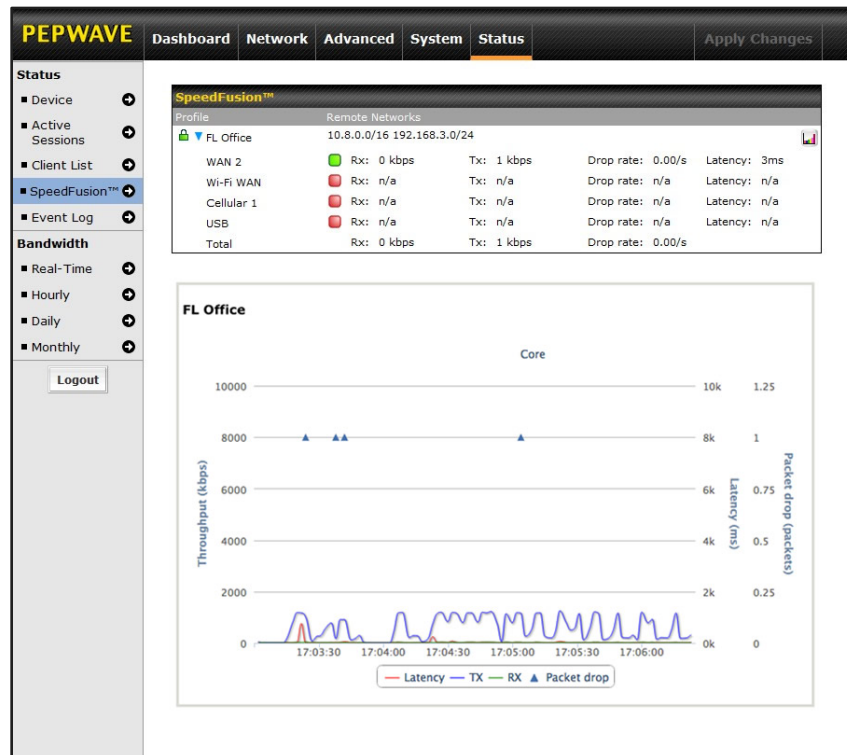 PEPWAVE
Dashboard Network Advanced System Status Apply Changes
Status
Device
Active Sessions
Client List
SpeedFusion™
Event Log
Bandwidth
Real-Time
Hourly
Daily
Monthly
Logout
SpeedFusion™
Profile Remote Networks
FL Office 10.8.0.0/16 192.168.3.0/24
WAN 2 Rx: 0 kbps Tx: 1 kbps Drop rate: 0.00/s Latency: 3ms
Wi-Fi WAN Rx: n/a Tx: n/a Drop rate: n/a Latency: n/a
Cellular 1 Rx: n/a Tx: n/a Drop rate: n/a Latency: n/a
USB Rx: n/a Tx: n/a Drop rate: n/a Latency: n/a
Total Rx: 0 kbps Tx: 1 kbps Drop rate: 0.00/s
FL Office
Core
10000 10k 1.25
8000 8k 1
6000 6k 0.75
4000 4k 0.5
2000 2k 0.25
0 0k 0
Throughput (kbps)
Latency (ms)
Packet drop (packets)
17:03:30 17:04:00 17:04:30 17:05:00 17:05:30 17:06:00
Latency TX RX Packet drop